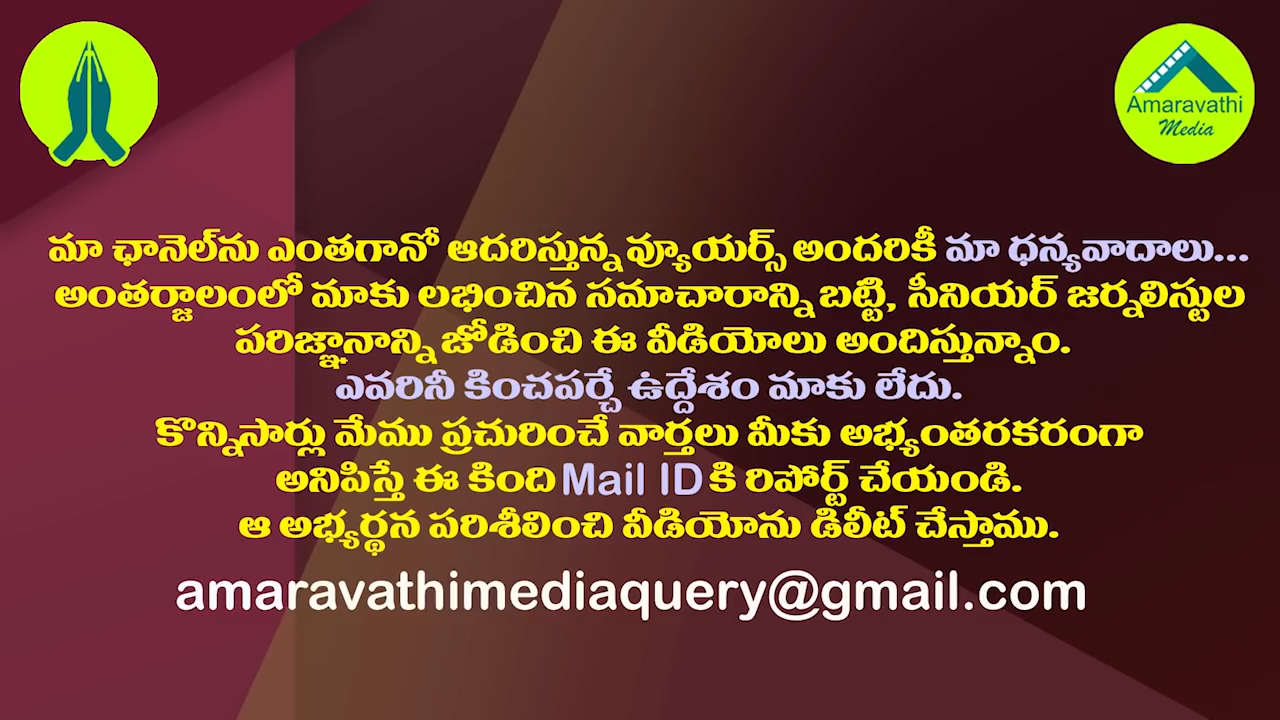 Amaravathi
Media
మా ఛానెల్‌ను ఎంతగానో ఆదరిస్తున్న వ్యూయర్స్ అందరికీ మా ధన్యవాదాలు...
అంతర్జాలంలో మాకు లభించిన సమాచారాన్ని బట్టి, సీనియర్ జర్నలిస్టుల
పరిజ్ఞానాన్ని జోడించి ఈ వీడియోలు అందిస్తున్నాం.
ఎవరినీ కించపర్చే ఉద్దేశం మాకు లేదు.
కొన్నిసార్లు మేము ప్రచురించే వార్తలు మీకు అభ్యంతరకరంగా
అనిపిస్తే ఈ కింది Mail ID కి రిపోర్ట్ చేయండి.
ఆ అభ్యర్థన పరిశీలించి వీడియోను డిలీట్ చేస్తాము.
amaravathimediaquery@gmail.com